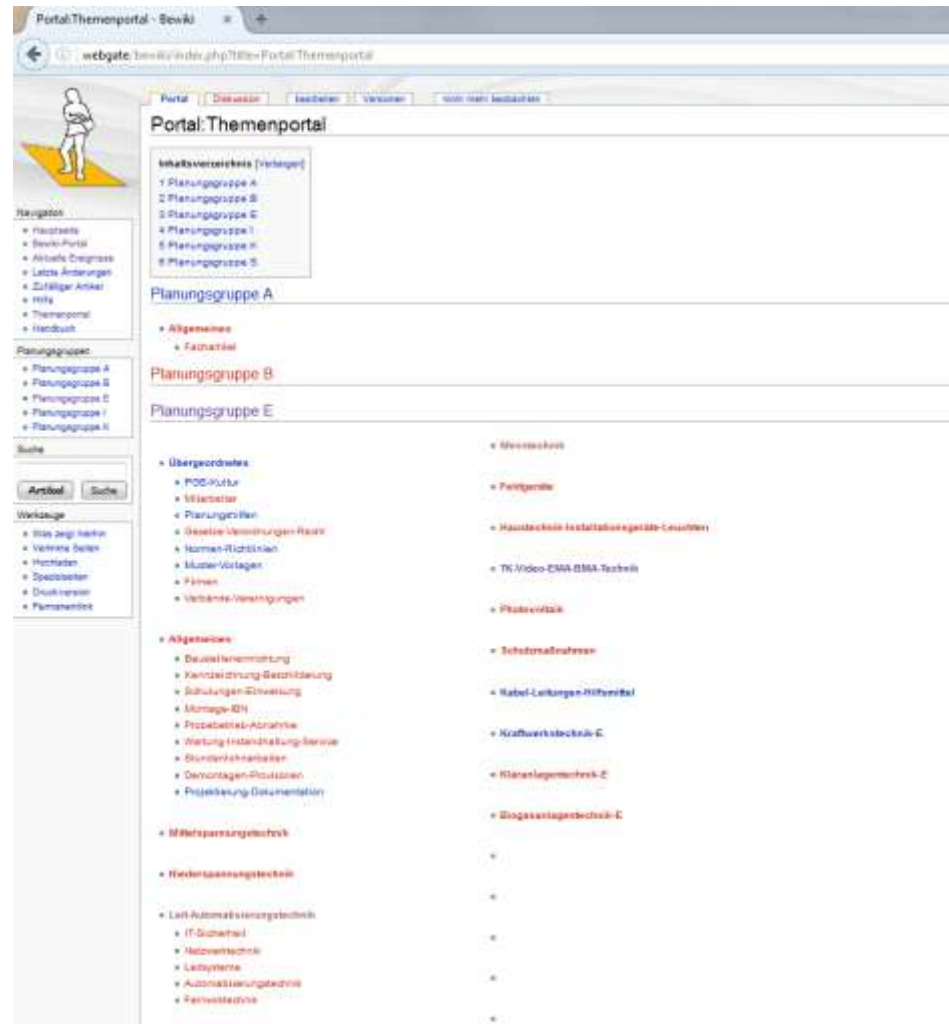 Portal:Themenportal - Bewiki
webgate/bewiki/index.php?title=Portal:Themenportal
Portal Diskussion bearbeiten Versionen nicht mehr beobachten
Portal:Themenportal
Inhaltsverzeichnis [Verbergen]
1 Planungsgruppe A
2 Planungsgruppe B
3 Planungsgruppe E
4 Planungsgruppe I
5 Planungsgruppe K
6 Planungsgruppe S
Navigation
Hauptseite
Bewiki-Portal
Aktuelle Ereignisse
Letzte Änderungen
Zufälliger Artikel
Hilfe
Themenportal
Handbuch
Planungsgruppen
Planungsgruppe A
Planungsgruppe B
Planungsgruppe E
Planungsgruppe I
Planungsgruppe K
Suche
Artikel Suche
Werkzeuge
Was zeigt hierhin
Verlinkte Seiten
Hochladen
Spezialseiten
Druckversion
Permanentlink
Planungsgruppe A
Allgemeines
Fachartikel
Planungsgruppe B
Planungsgruppe E
Übergeordnetes
PGE-Kultur
Mitarbeiter
Planungshilfen
Gesetze-Verordnungen-Recht
Normen-Richtlinien
Muster-Vorlagen
Firmen
Verbände-Vereinigungen
Allgemeines
Baustelleneinrichtung
Kennzeichnung-Beschilderung
Schulungen-Einweisung
Montage-IBN
Probebetrieb-Abnahme
Wartung-Instandhaltung-Service
Stundenlohnarbeiten
Demontagen-Provisorien
Projektierung-Dokumentation
Mittelspannungstechnik
Niederspannungstechnik
Leit-Automatisierungstechnik
IT-Sicherheit
Netzwerktechnik
Leitsysteme
Automatisierungstechnik
Fernwirktechnik
Messtechnik
Feldgeräte
Haustechnik-Installationsgeräte-Leuchten
TK-Video-EMA-BMA-Technik
Photovoltaik
Schutzmaßnahmen
Kabel-Leitungen-Hilfsmittel
Kraftwerkstechnik-E
Kläranlagentechnik-E
Biogasanlagentechnik-E